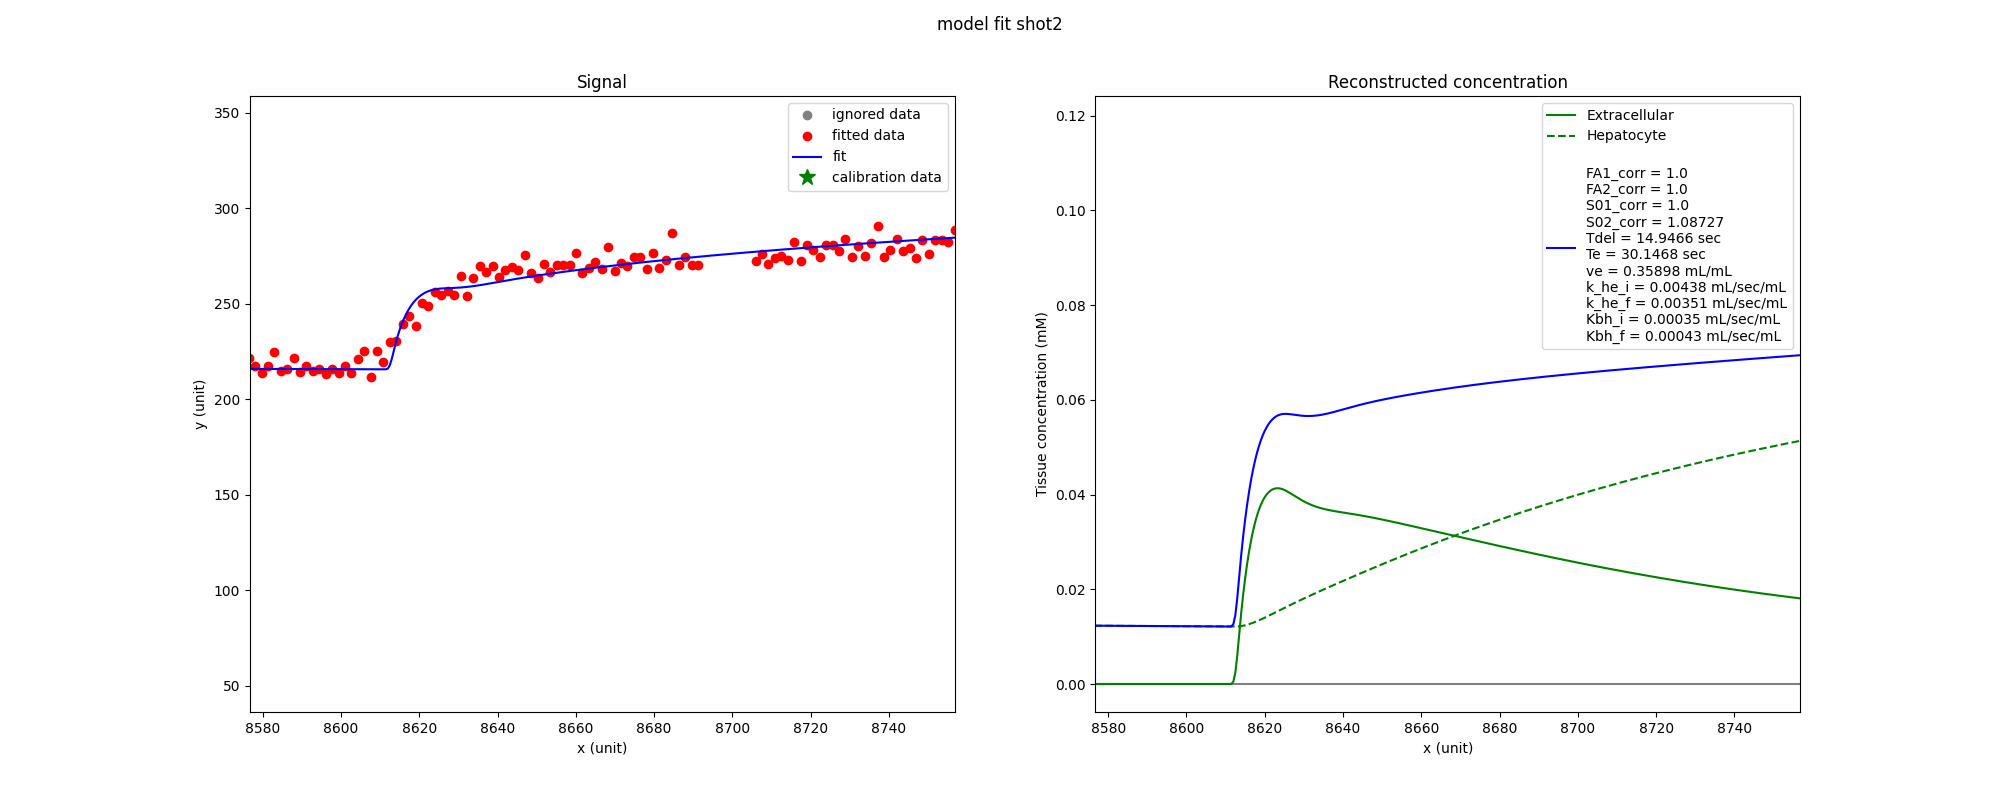 model fit shot2
Signal
350
300
250
200
150
100
50
y (unit)
8580 8600 8620 8640 8660 8680 8700 8720 8740
x (unit)
ignored data
fitted data
fit
calibration data
Reconstructed concentration
0.12
0.10
0.08
0.06
0.04
0.02
0.00
Tissue concentration (mM)
8580 8600 8620 8640 8660 8680 8700 8720 8740
x (unit)
Extracellular
Hepatocyte
FA1_corr = 1.0
FA2_corr = 1.0
S01_corr = 1.0
S02_corr = 1.08727
Tdel = 14.9466 sec
Te = 30.1468 sec
ve = 0.35898 mL/mL
k_he_i = 0.00438 mL/sec/mL
k_he_f = 0.00351 mL/sec/mL
Kbh_i = 0.00035 mL/sec/mL
Kbh_f = 0.00043 mL/sec/mL